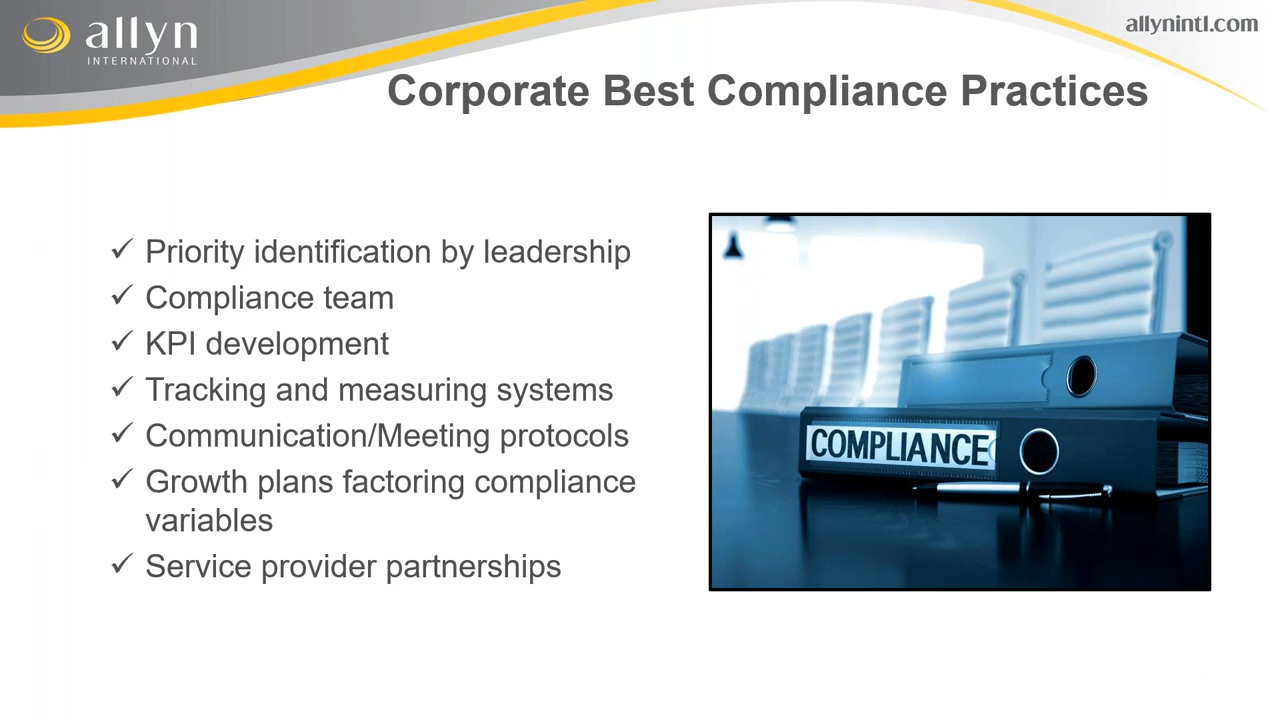 allyn
INTERNATIONAL
allynintl.com
Corporate Best Compliance Practices
✓ Priority identification by leadership
✓ Compliance team
✓ KPI development
✓ Tracking and measuring systems
✓ Communication/Meeting protocols
✓ Growth plans factoring compliance
variables
✓ Service provider partnerships
COMPLIANCE